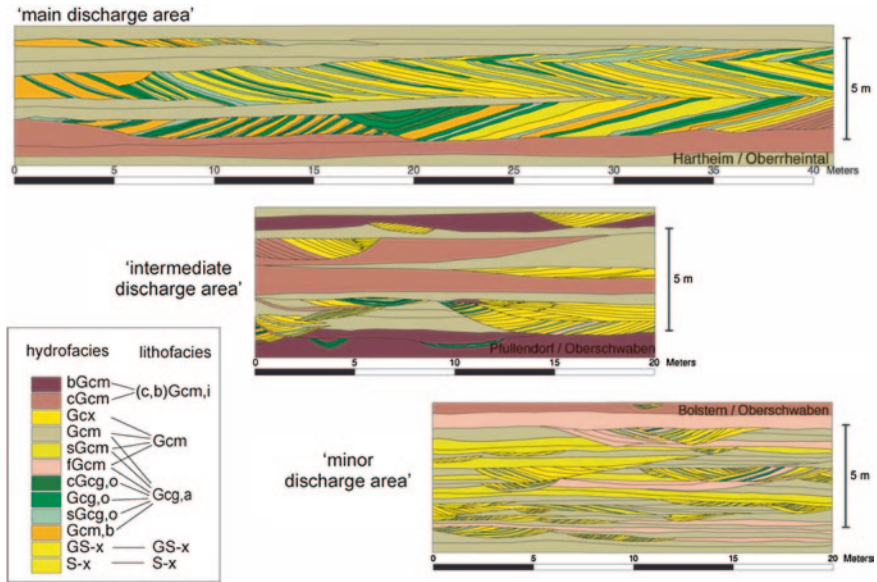 'main discharge area'
5 m
Hartheim / Oberrheintal
0 5 10 15 20 25 30 35 40 Meters
'intermediate
discharge area'
5 m
Pfullendorf / Oberschwaben
0 5 10 15 20 Meters
hydrofacies lithofacies
bGcm
cGcm
(c,b)Gcm,i
Gcx
Gcm
sGcm
Gcm
fGcm
cGcg,o
Gcg,o
Gcg,a
sGcg,o
Gcm,b
GS-x GS-x
S-x S-x
'minor
discharge area'
Bolstern / Oberschwaben
5 m
0 5 10 15 20 Meters